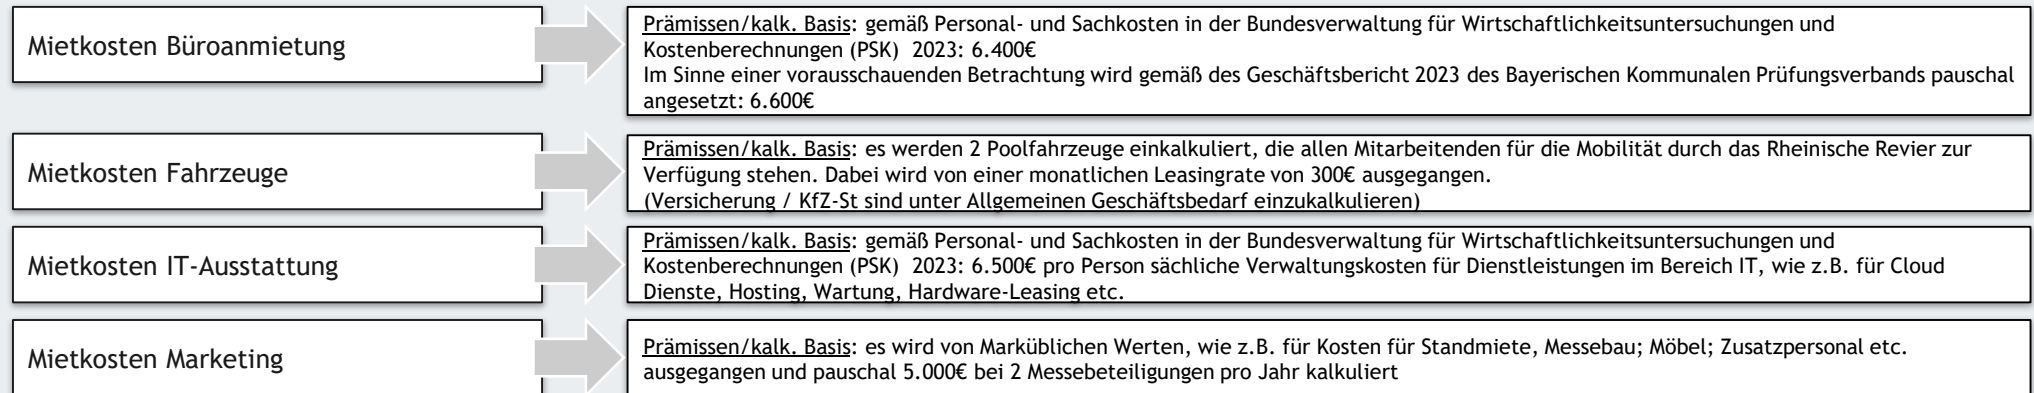 Mietkosten Büroanmietung
Prämissen/kalk. Basis: gemäß Personal- und Sachkosten in der Bundesverwaltung für Wirtschaftlichkeitsuntersuchungen und
Kostenberechnungen (PSK) 2023: 6.400€
Im Sinne einer vorausschauenden Betrachtung wird gemäß des Geschäftsbericht 2023 des Bayerischen Kommunalen Prüfungsverbands pauschal
angesetzt: 6.600€
Mietkosten Fahrzeuge
Prämissen/kalk. Basis: es werden 2 Poolfahrzeuge einkalkuliert, die allen Mitarbeitenden für die Mobilität durch das Rheinische Revier zur
Verfügung stehen. Dabei wird von einer monatlichen Leasingrate von 300€ ausgegangen.
(Versicherung / KfZ-St sind unter Allgemeinen Geschäftsbedarf einzukalkulieren)
Mietkosten IT-Ausstattung
Prämissen/kalk. Basis: gemäß Personal- und Sachkosten in der Bundesverwaltung für Wirtschaftlichkeitsuntersuchungen und
Kostenberechnungen (PSK) 2023: 6.500€ pro Person sächliche Verwaltungskosten für Dienstleistungen im Bereich IT, wie z.B. für Cloud
Dienste, Hosting, Wartung, Hardware-Leasing etc.
Mietkosten Marketing
Prämissen/kalk. Basis: es wird von Marküblichen Werten, wie z.B. für Kosten für Standmiete, Messebau; Möbel; Zusatzpersonal etc.
ausgegangen und pauschal 5.000€ bei 2 Messebeteiligungen pro Jahr kalkuliert